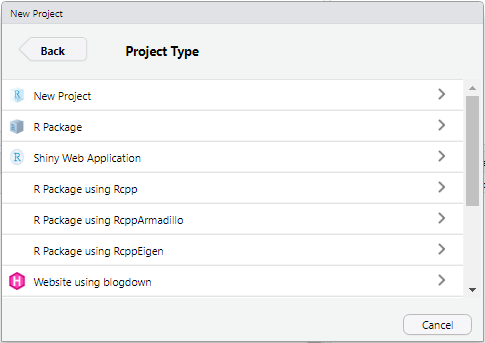 New Project
Back
Project Type
New Project
R Package
Shiny Web Application
R Package using Rcpp
R Package using RcppArmadillo
R Package using RcppEigen
Website using blogdown
Cancel